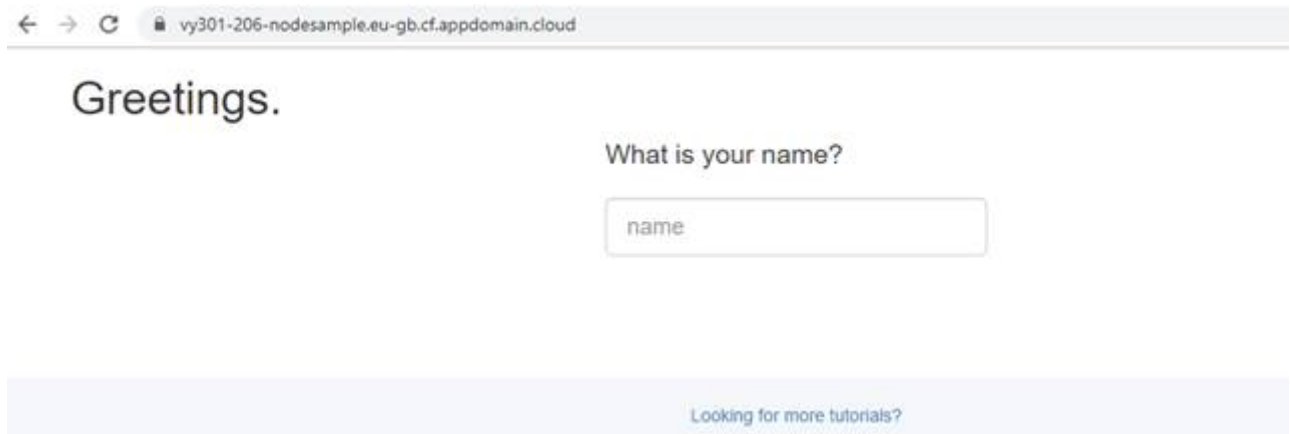 vy301-206-nodesample.eu-gb.cf.appdomain.cloud
Greetings.
What is your name?
name
Looking for more tutorials?